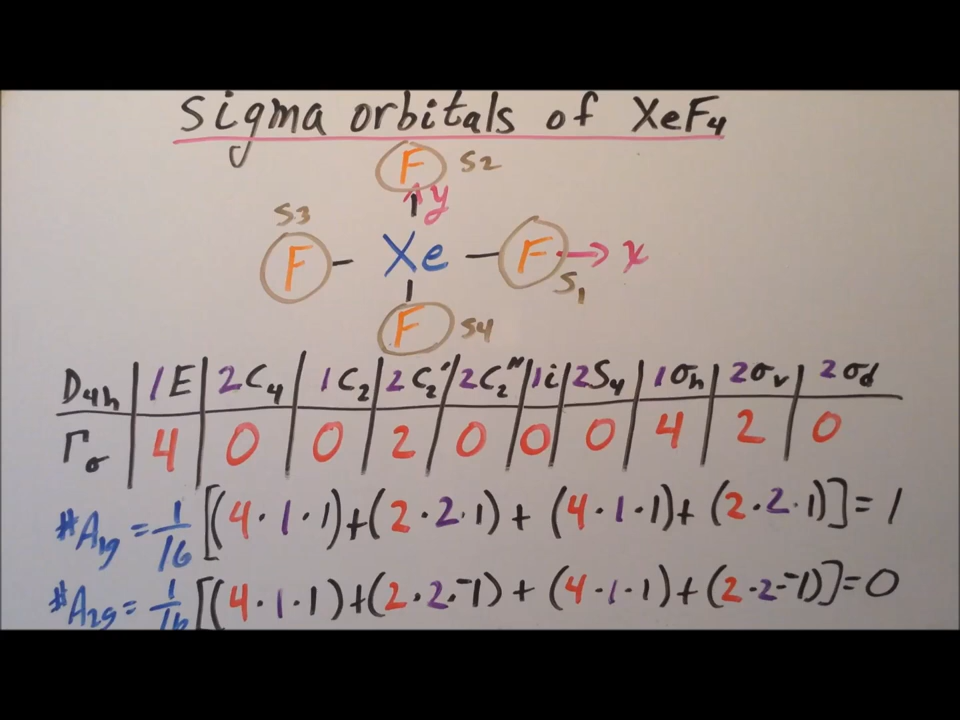 Sigma orbitals of XeF₄
F S2
y
S3
F Xe F x
S₁
F S4
D₄ₕ 1E 2C₄ 1C₂ 2C₂' 2C₂" 1i 2S₄ 1σₕ 2σᵥ 2σd
Γσ 4 0 0 2 0 0 0 4 2 0
#A₁g = 1/16 [(4·1·1)+(2·2·1)+(4·1·1)+(2·2·1)]=1
#A₂g = 1/16 [(4·1·1)+(2·2·-1)+(4·1·1)+(2·2·-1)]=0